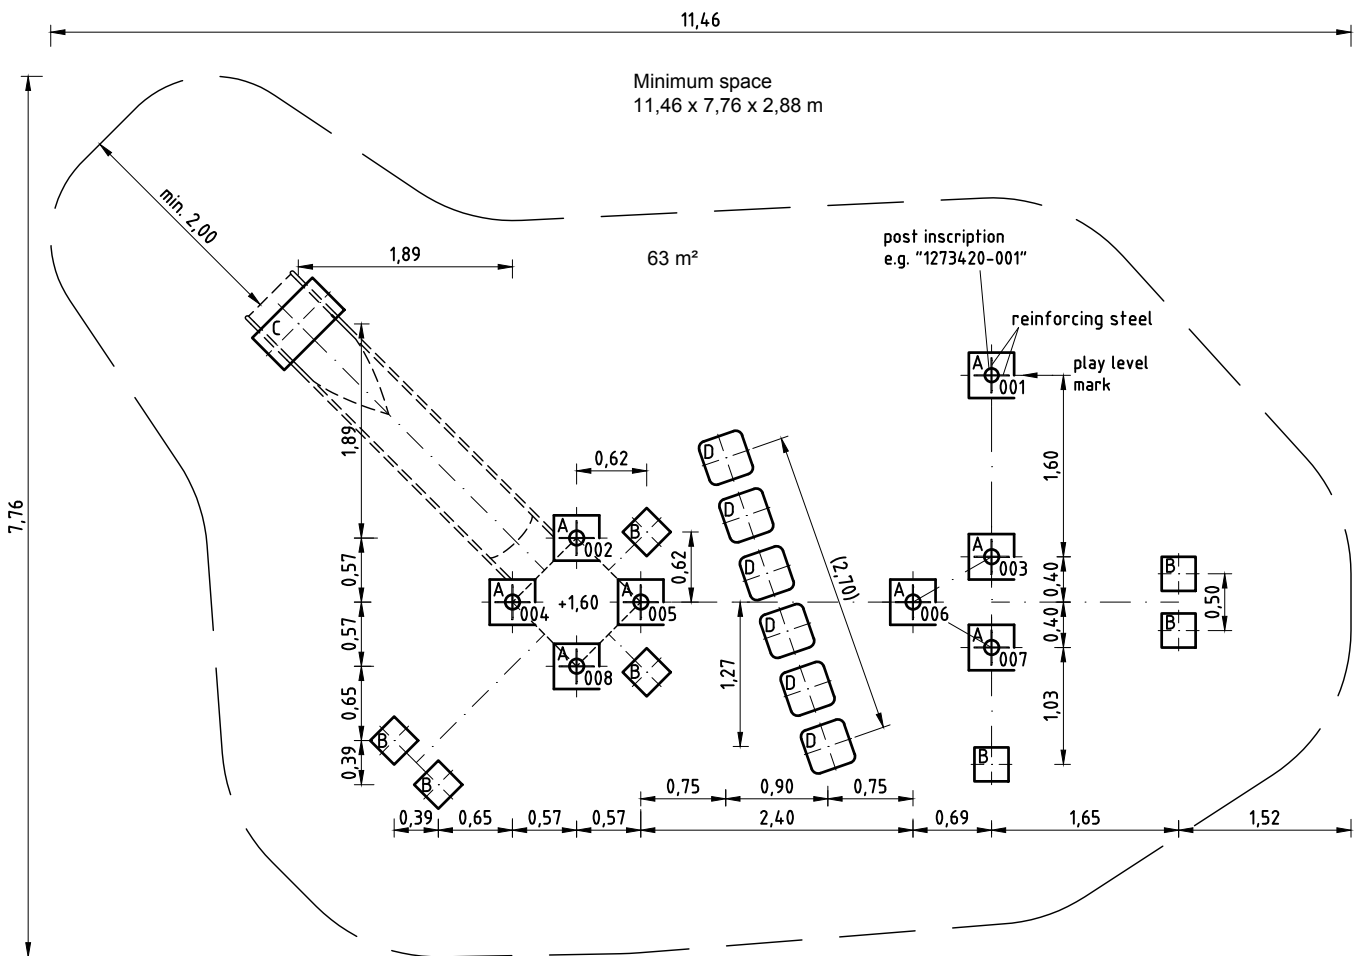 11,46
Minimum space
11,46 x 7,76 x 2,88 m
min. 2,00
1,89
63 m²
post inscription
e.g. "1273420-001"
reinforcing steel
C
A
001
play level
mark
7,76
1,89
0,62
D
1,60
A
002
B
D
0,62
(2,70)
A
003
0,57
D
B
0,40
0,50
A
004
+1,60
A
005
A
006
0,57
D
0,40
B
A
007
A
008
B
1,27
D
1,03
0,65
B
D
B
0,39
B
0,75
0,90
0,75
0,39
0,65
0,57
0,57
2,40
0,69
1,65
1,52